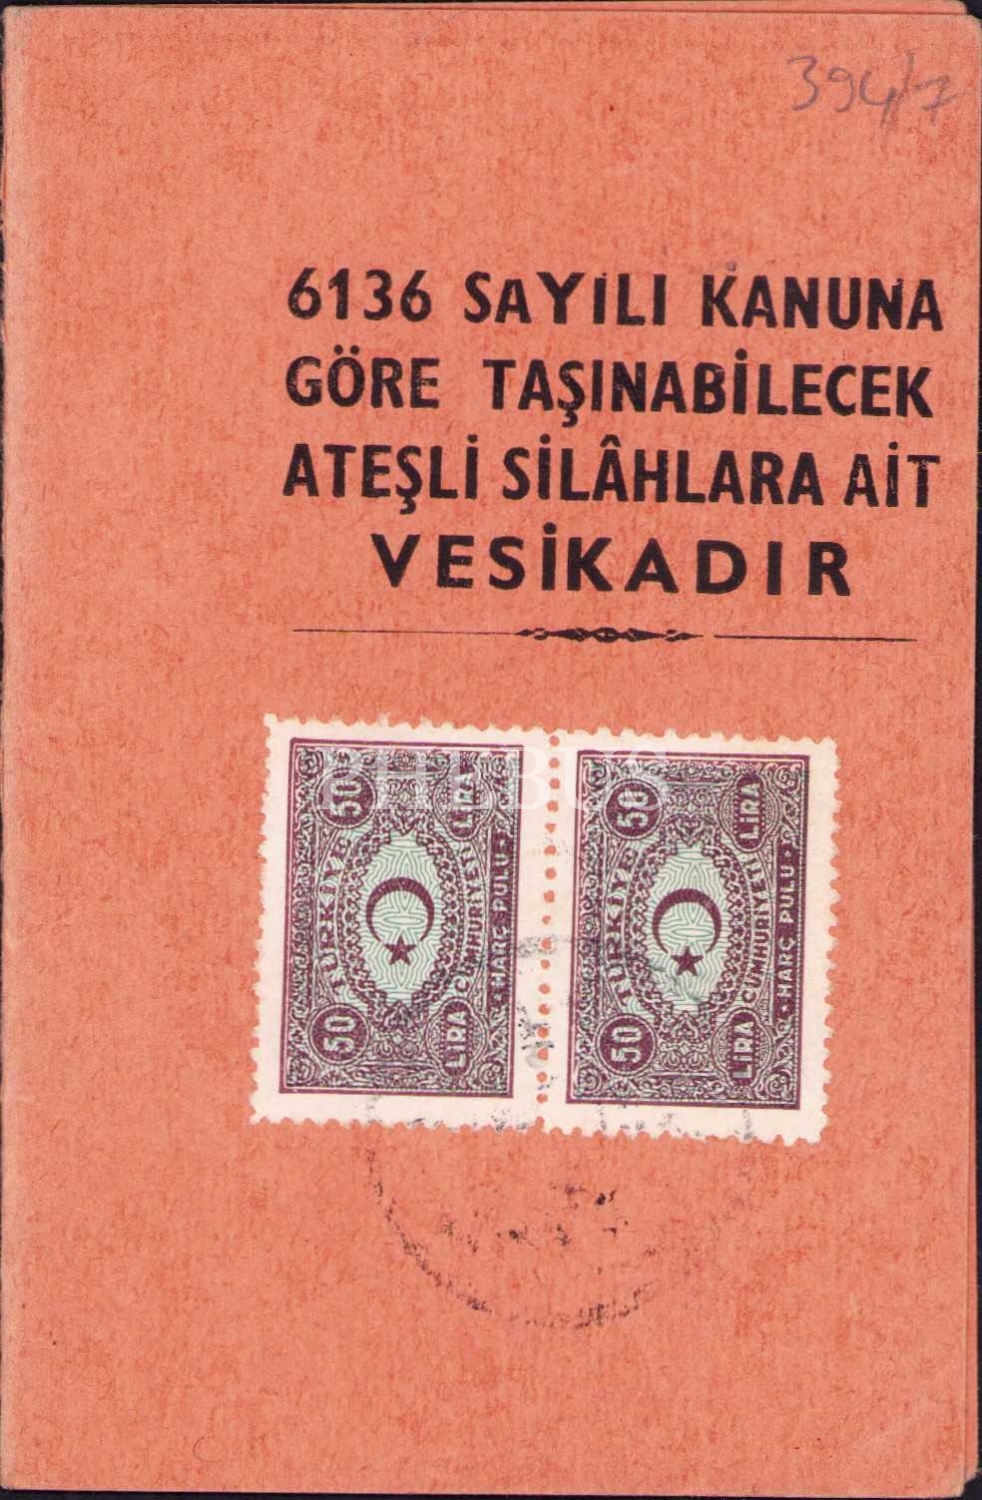 394/7
6136 SAYILI KANUNA
GÖRE TAŞINABİLECEK
ATEŞLİ SİLÂHLARA AİT
VESİKADIR
PHEBUS
50 TÜRKİYE 50
LİRA CUMHURİYETİ LİRA
HARÇ PULU
50 TÜRKİYE 50
LİRA CUMHURİYETİ LİRA
HARÇ PULU